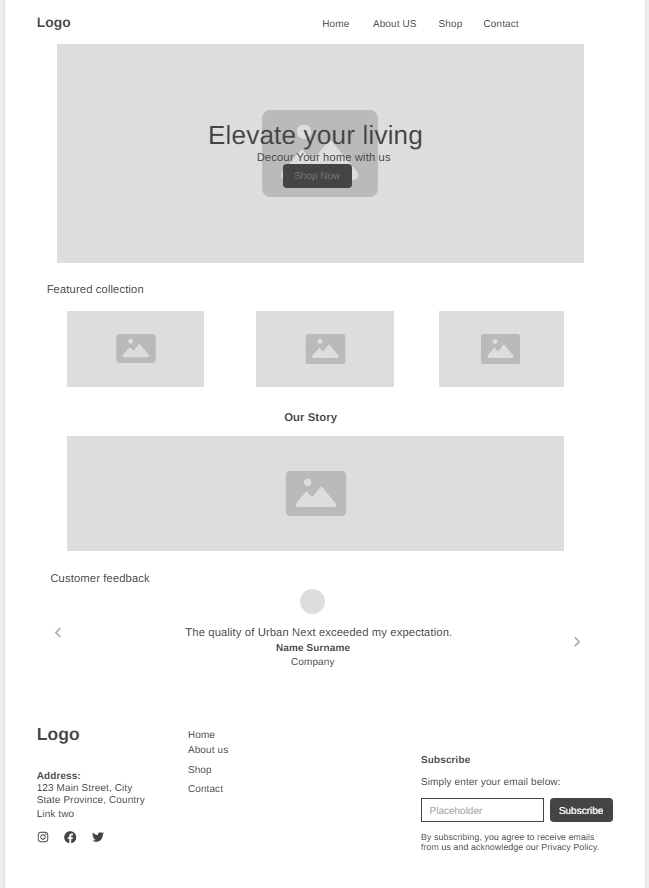 Logo
Home About US Shop Contact
Elevate your living
Decour Your home with us
Shop Now
Featured collection
Our Story
Customer feedback
The quality of Urban Next exceeded my expectation.
Name Surname
Company
Logo
Address:
123 Main Street, City
State Province, Country
Link two
Home
About us
Shop
Contact
Subscribe
Simply enter your email below:
Placeholder
Subscribe
By subscribing, you agree to receive emails
from us and acknowledge our Privacy Policy.